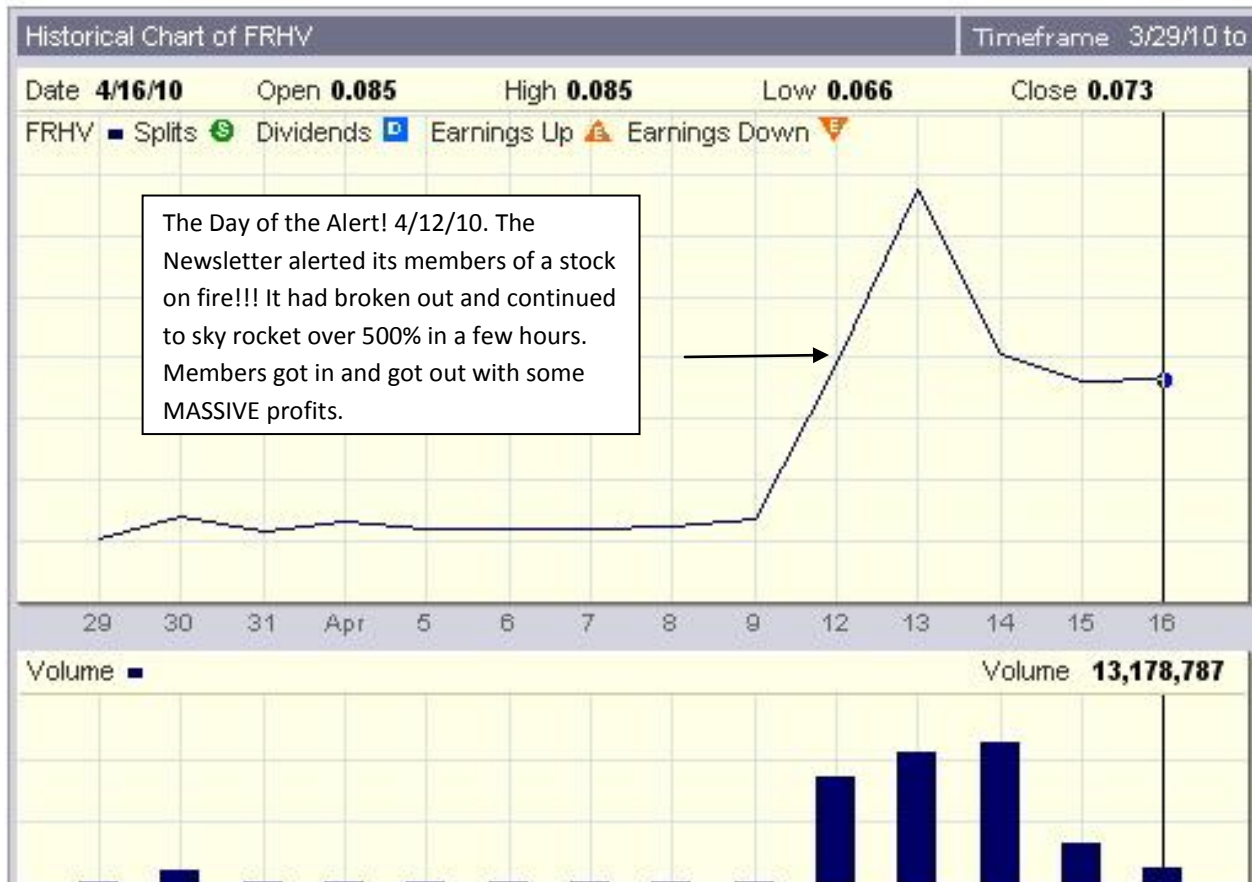 Historical Chart of FRHV Timeframe 3/29/10 to
Date 4/16/10 Open 0.085 High 0.085 Low 0.066 Close 0.073
FRHV Splits S Dividends D Earnings Up E Earnings Down E
The Day of the Alert! 4/12/10. The
Newsletter alerted its members of a stock
on fire!!! It had broken out and continued
to sky rocket over 500% in a few hours.
Members got in and got out with some
MASSIVE profits.
29 30 31 Apr 5 6 7 8 9 12 13 14 15 16
Volume Volume 13,178,787